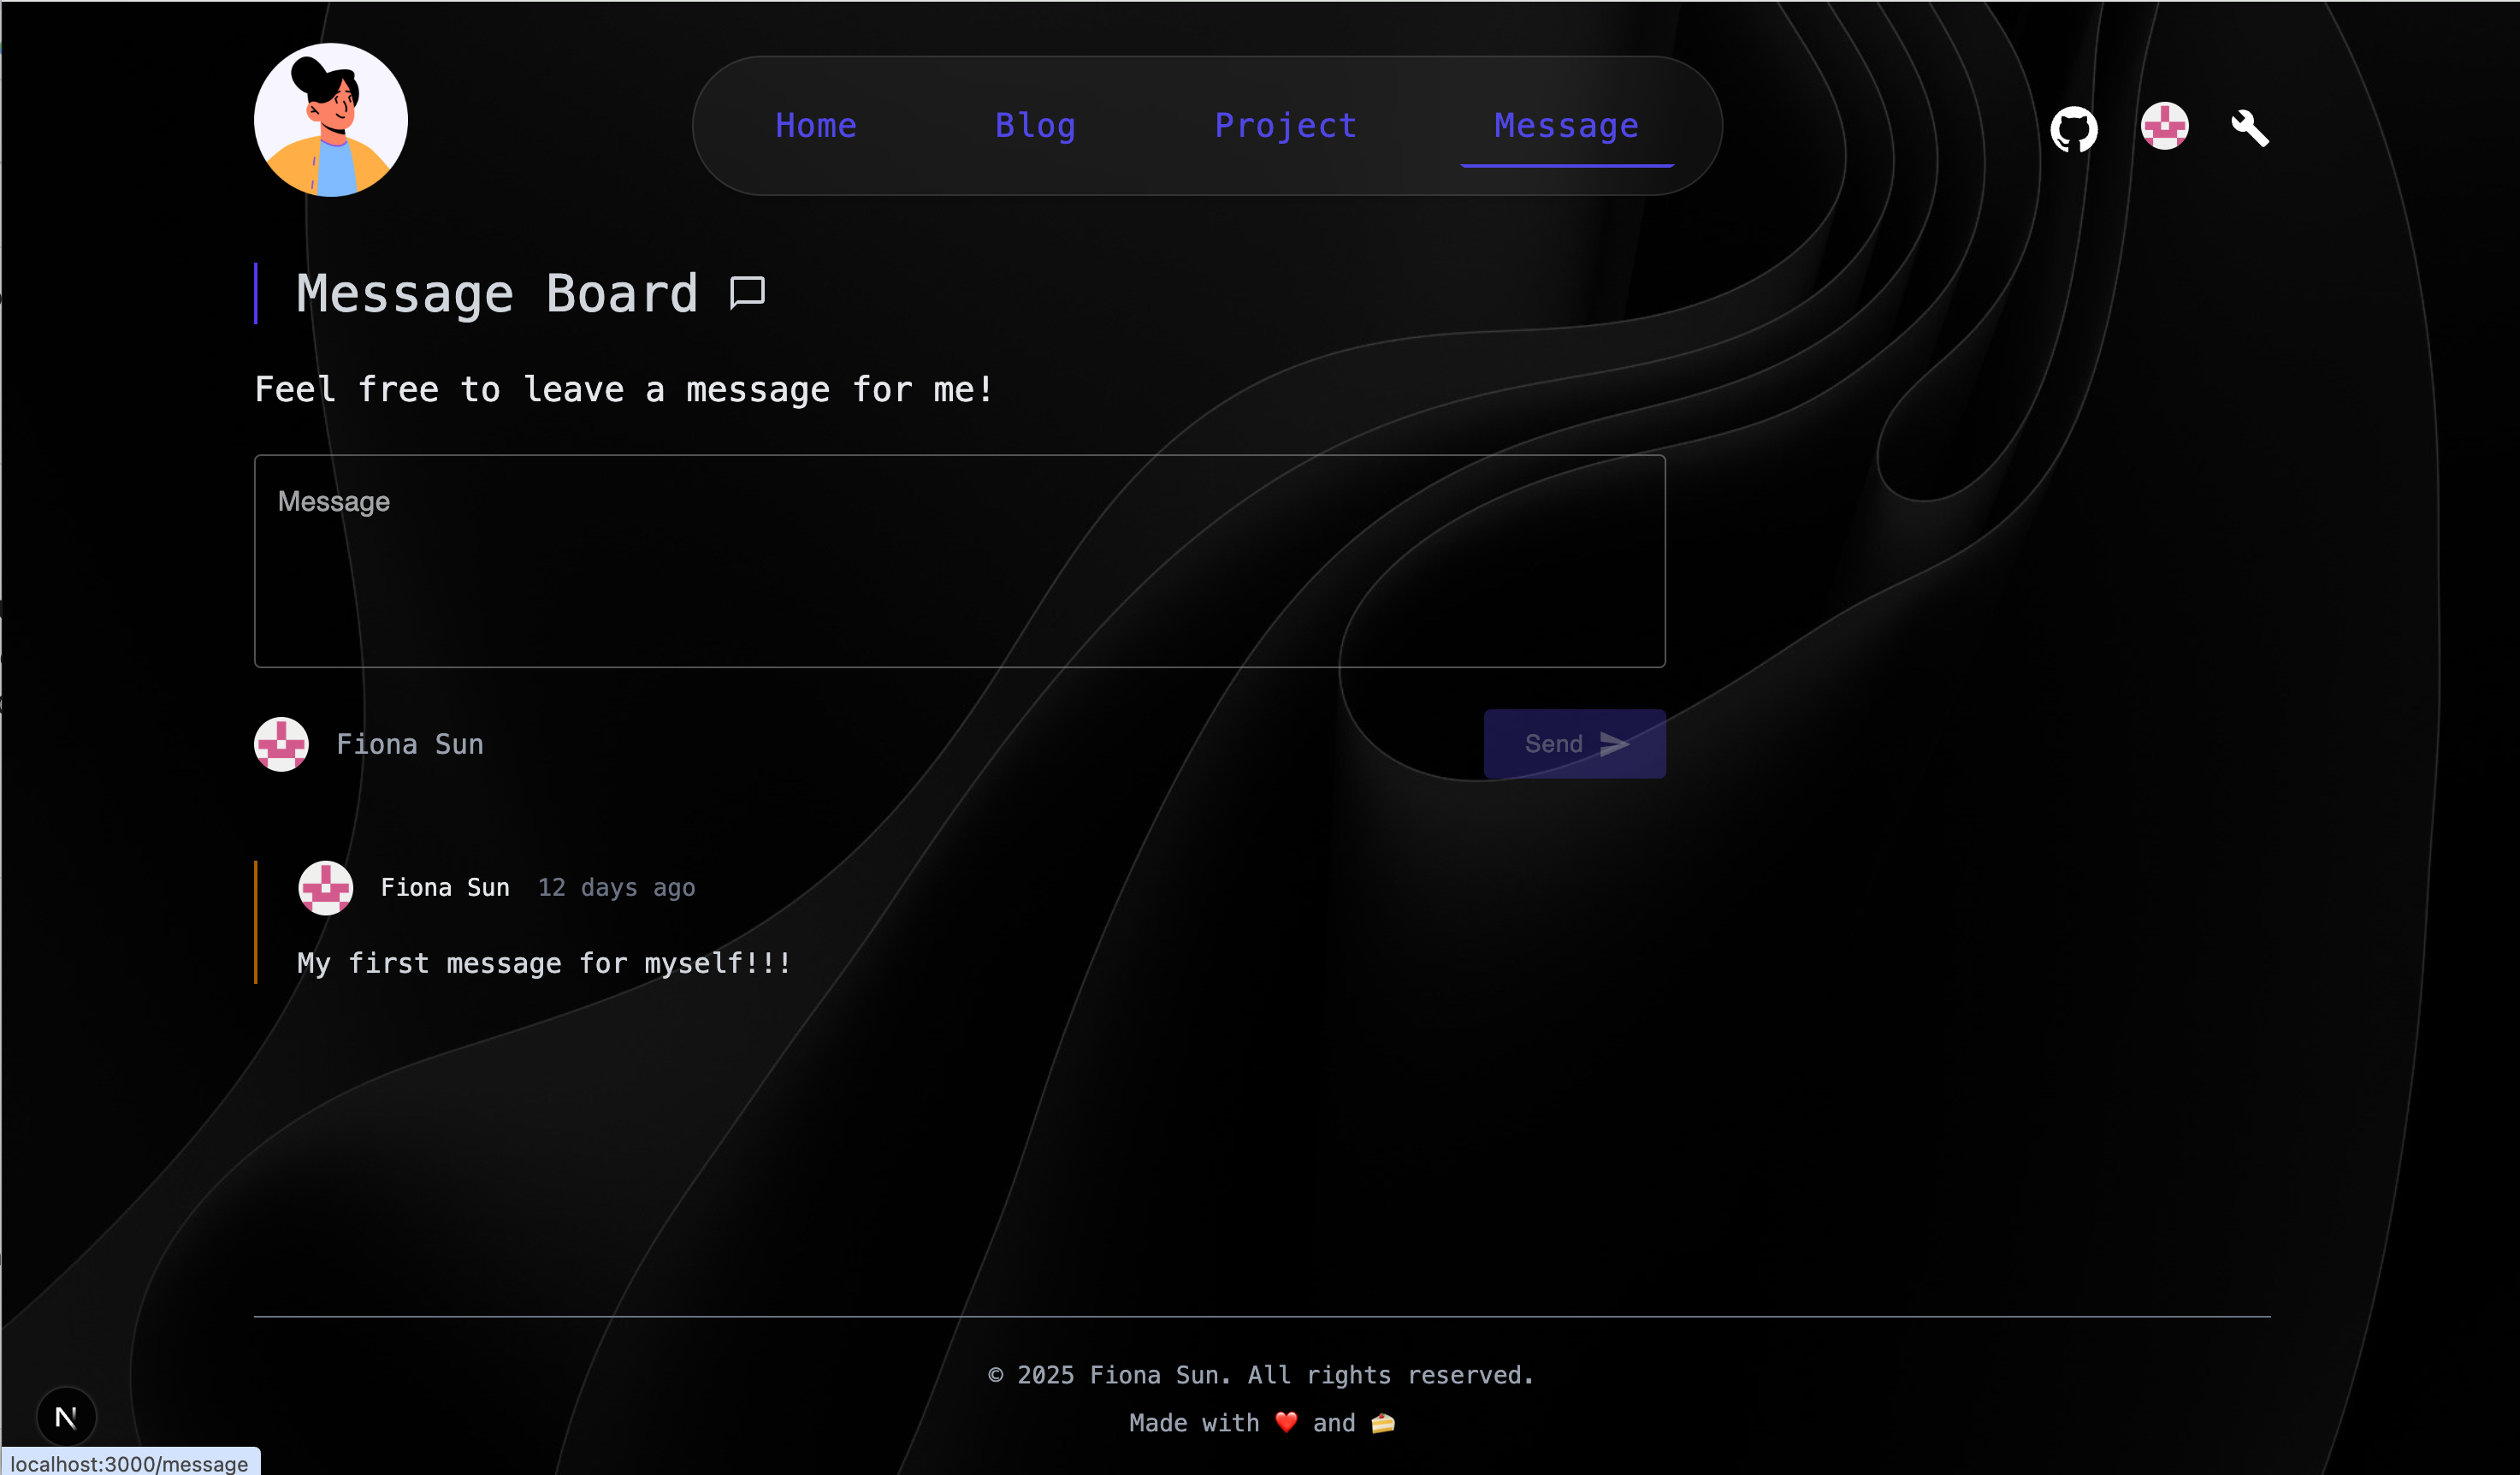 Home Blog Project Message
Message Board
Feel free to leave a message for me!
Message
Fiona Sun
Send
Fiona Sun 12 days ago
My first message for myself!!!
© 2025 Fiona Sun. All rights reserved.
Made with ❤️ and 🍰
N
localhost:3000/message